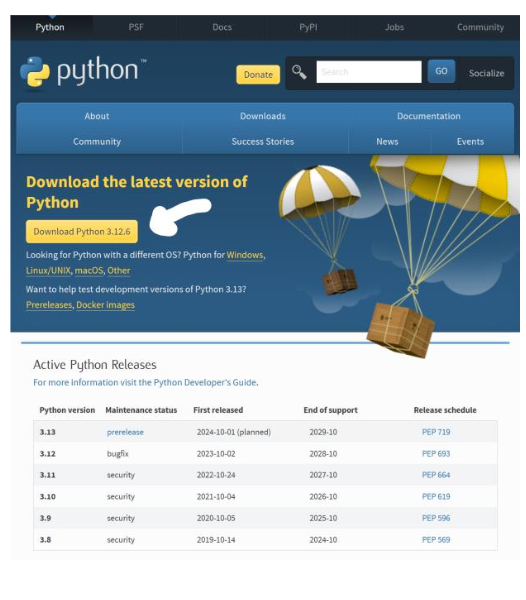 Python PSF Docs PyPI Jobs Community
python™ Donate Search GO Socialize
About Downloads Documentation
Community Success Stories News Events
Download the latest version of
Python
Download Python 3.12.6
Looking for Python with a different OS? Python for Windows,
Linux/UNIX, macOS, Other
Want to help test development versions of Python 3.13?
Prereleases, Docker images
Active Python Releases
For more information visit the Python Developer's Guide.
Python version Maintenance status First released End of support Release schedule
3.13 prerelease 2024-10-01 (planned) 2029-10 PEP 719
3.12 bugfix 2023-10-02 2028-10 PEP 693
3.11 security 2022-10-24 2027-10 PEP 664
3.10 security 2021-10-04 2026-10 PEP 619
3.9 security 2020-10-05 2025-10 PEP 596
3.8 security 2019-10-14 2024-10 PEP 569